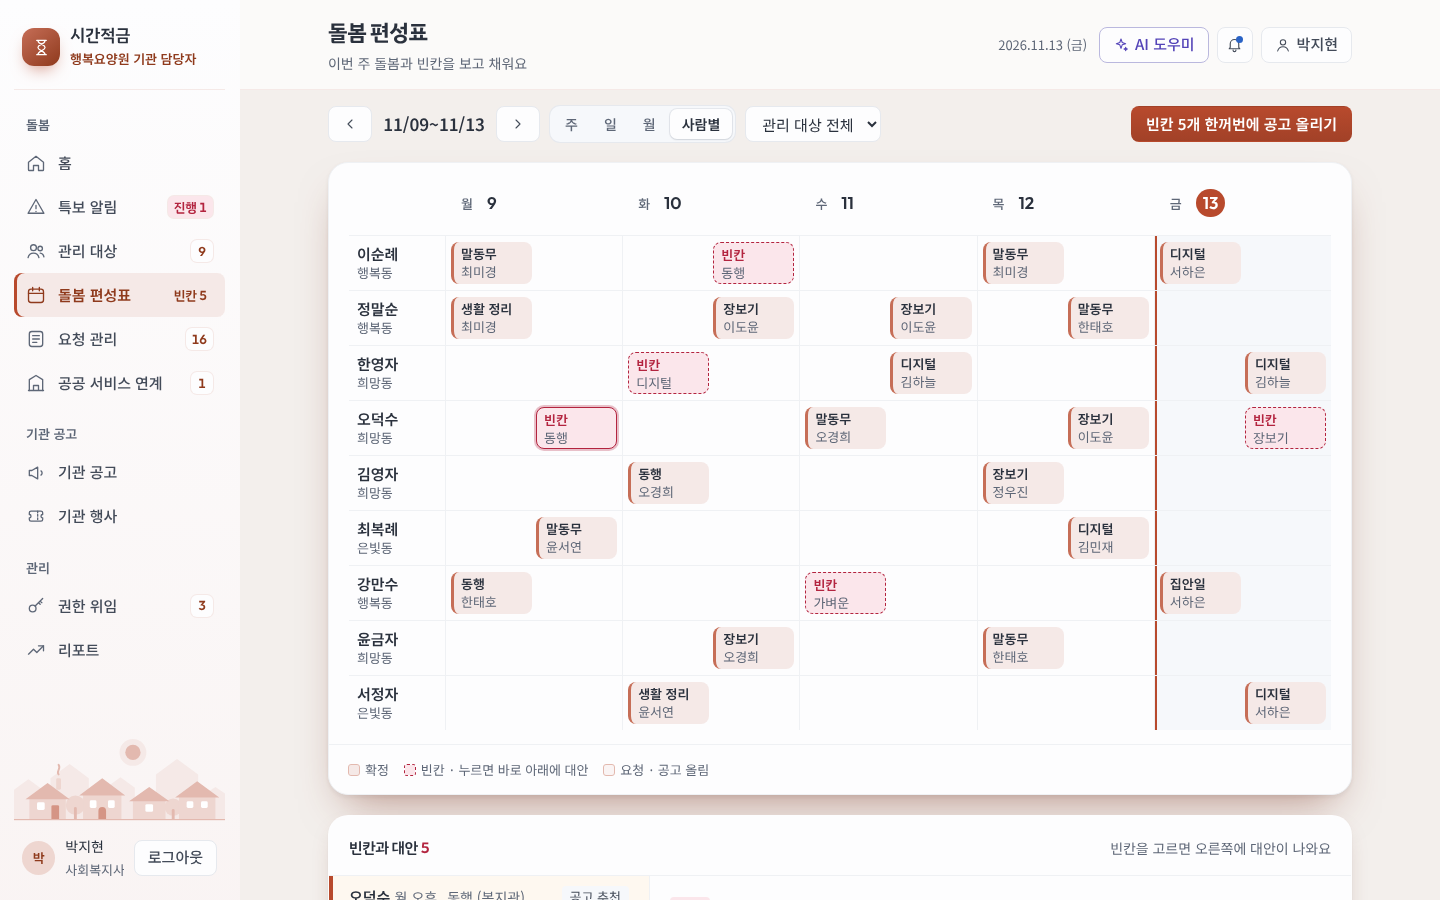 시간적금
행복요양원 기관 담당자
돌봄
홈
특보 알림 진행 1
관리 대상 9
돌봄 편성표 빈칸 5
요청 관리 16
공공 서비스 연계 1
기관 공고
기관 공고
기관 행사
관리
권한 위임 3
리포트
박 박지현
사회복지사
로그아웃
돌봄 편성표
이번 주 돌봄과 빈칸을 보고 채워요
2026.11.13 (금) AI 도우미 박지현
11/09~11/13 주 일 월 사람별 관리 대상 전체 빈칸 5개 한꺼번에 공고 올리기
월 9 화 10 수 11 목 12 금 13
이순례 말동무 빈칸 말동무 디지털
행복동 최미경 동행 최미경 서하은
정말순 생활 정리 장보기 장보기 말동무
행복동 최미경 이도윤 이도윤 한태호
한영자 빈칸 디지털 디지털
희망동 디지털 김하늘 김하늘
오덕수 빈칸 말동무 장보기 빈칸
희망동 동행 오경희 이도윤 장보기
김영자 동행 장보기
희망동 오경희 정우진
최복례 말동무 디지털
은빛동 윤서연 김민재
강만수 동행 빈칸 집안일
행복동 한태호 가벼운 서하은
윤금자 장보기 말동무
희망동 오경희 한태호
서정자 생활 정리 디지털
은빛동 윤서연 서하은
확정 빈칸 · 누르면 바로 아래에 대안 요청 · 공고 올림
빈칸과 대안 5 빈칸을 고르면 오른쪽에 대안이 나와요
오덕수 월 오후 동행 (복지관) 공고 추천